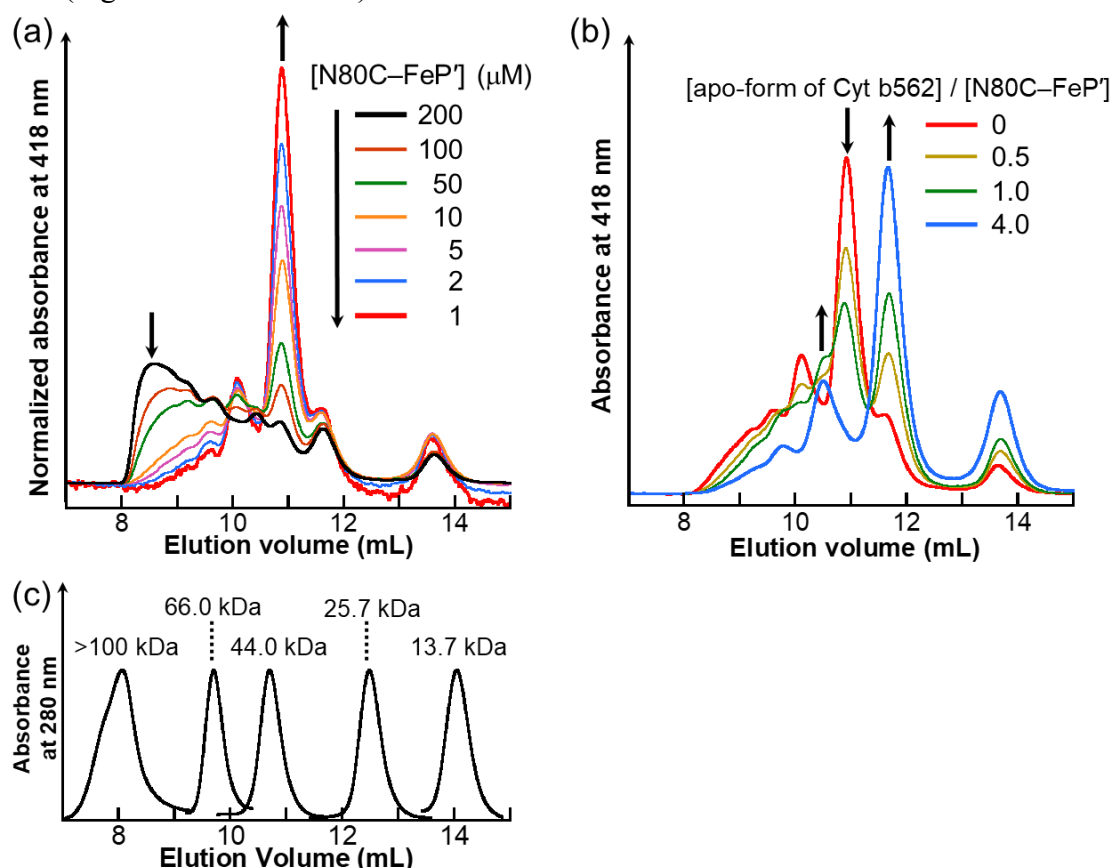 (a)
[N80C–FeP'] (μM)
200
100
50
10
5
2
1
Normalized absorbance at 418 nm
8 10 12 14
Elution volume (mL)
(b)
[apo-form of Cyt b562] / [N80C–FeP']
0
0.5
1.0
4.0
Absorbance at 418 nm
8 10 12 14
Elution volume (mL)
(c)
66.0 kDa 25.7 kDa
>100 kDa 44.0 kDa 13.7 kDa
Absorbance
at 280 nm
8 10 12 14
Elution Volume (mL)